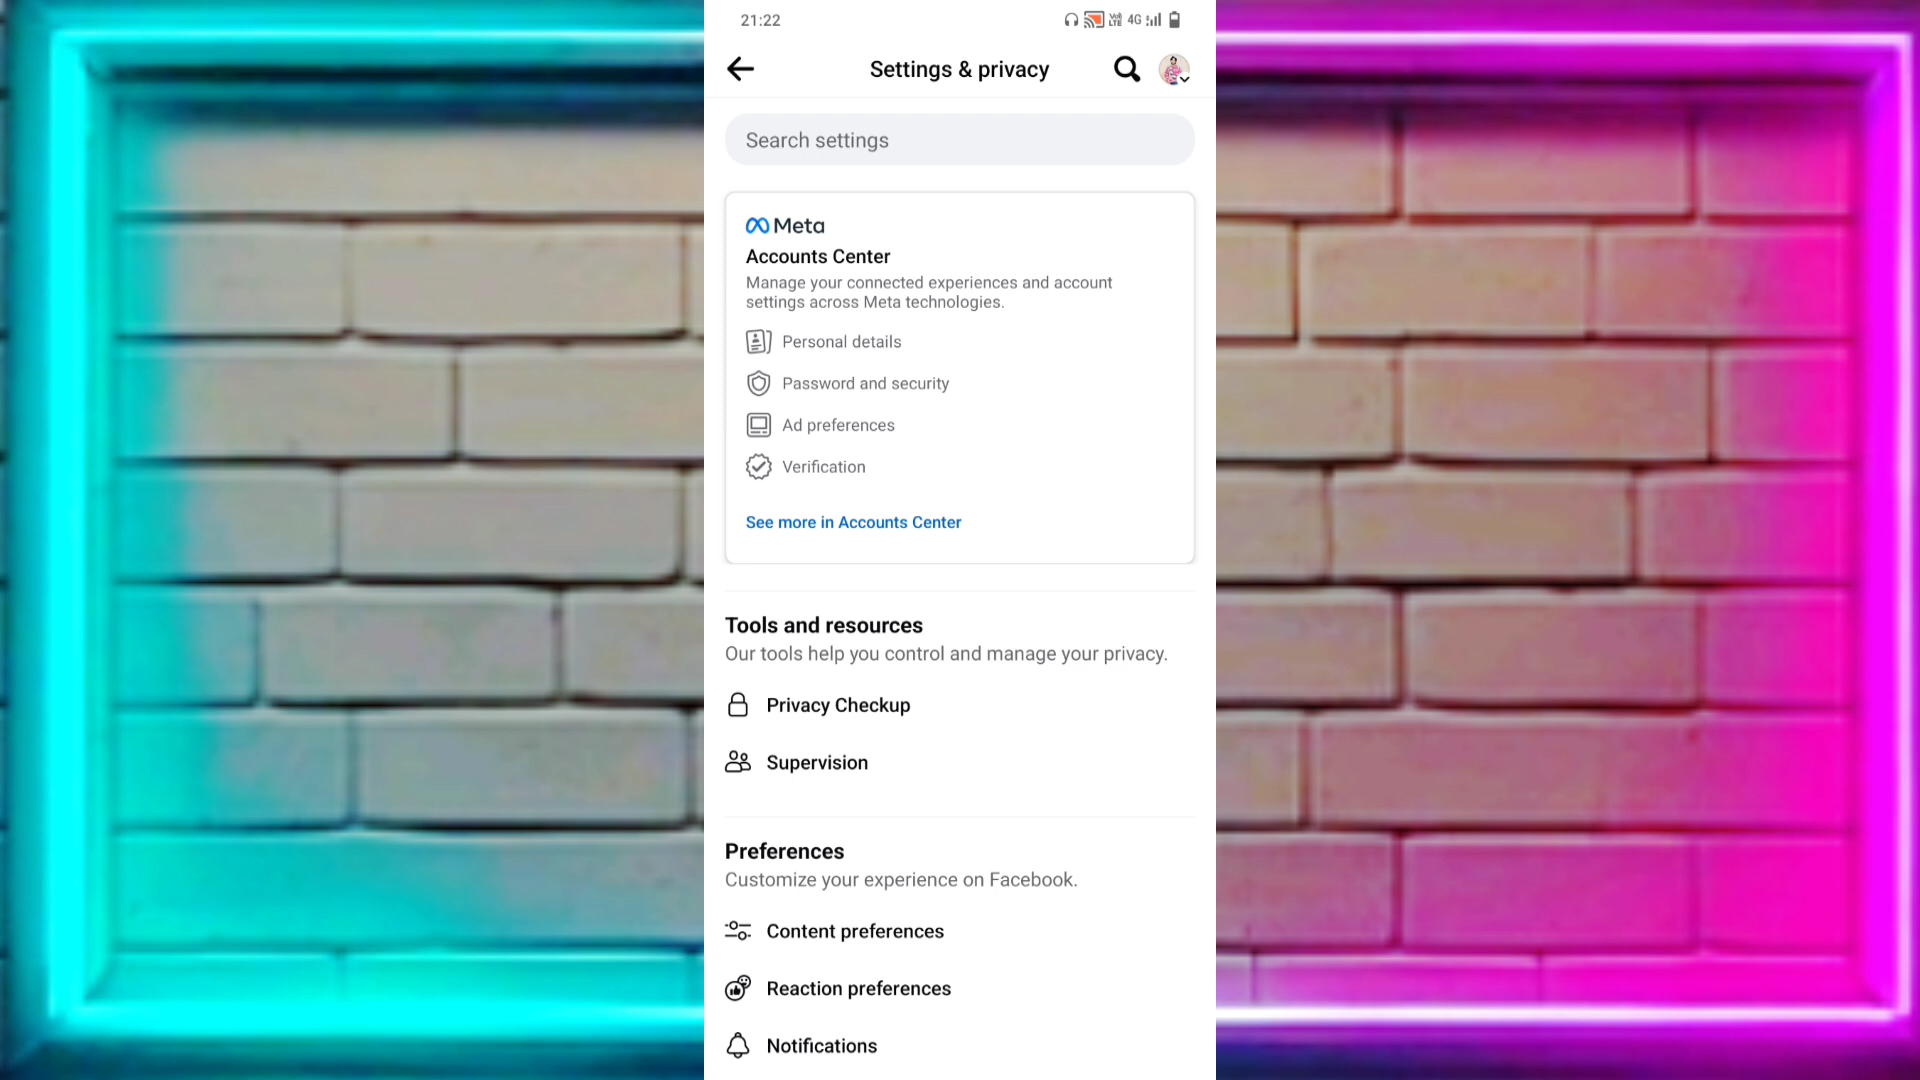 21:22
4G
Settings & privacy
Search settings
Meta
Accounts Center
Manage your connected experiences and account
settings across Meta technologies.
Personal details
Password and security
Ad preferences
Verification
See more in Accounts Center
Tools and resources
Our tools help you control and manage your privacy.
Privacy Checkup
Supervision
Preferences
Customize your experience on Facebook.
Content preferences
Reaction preferences
Notifications